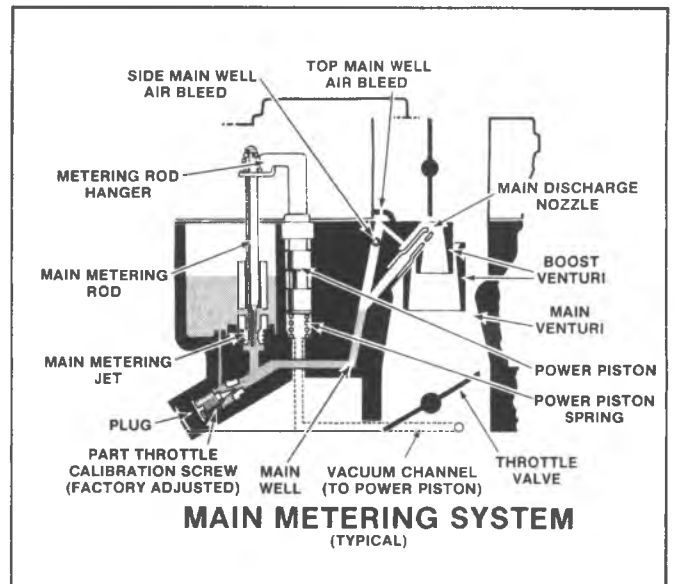 SIDE MAIN WELL
AIR BLEED
TOP MAIN WELL
AIR BLEED
METERING ROD
HANGER
MAIN DISCHARGE
NOZZLE
MAIN METERING
ROD
BOOST
VENTURI
MAIN
VENTURI
MAIN METERING
JET
POWER PISTON
POWER PISTON
SPRING
PLUG
PART THROTTLE
CALIBRATION SCREW
(FACTORY ADJUSTED)
MAIN
WELL
VACUUM CHANNEL
(TO POWER PISTON)
THROTTLE
VALVE
MAIN METERING SYSTEM
(TYPICAL)